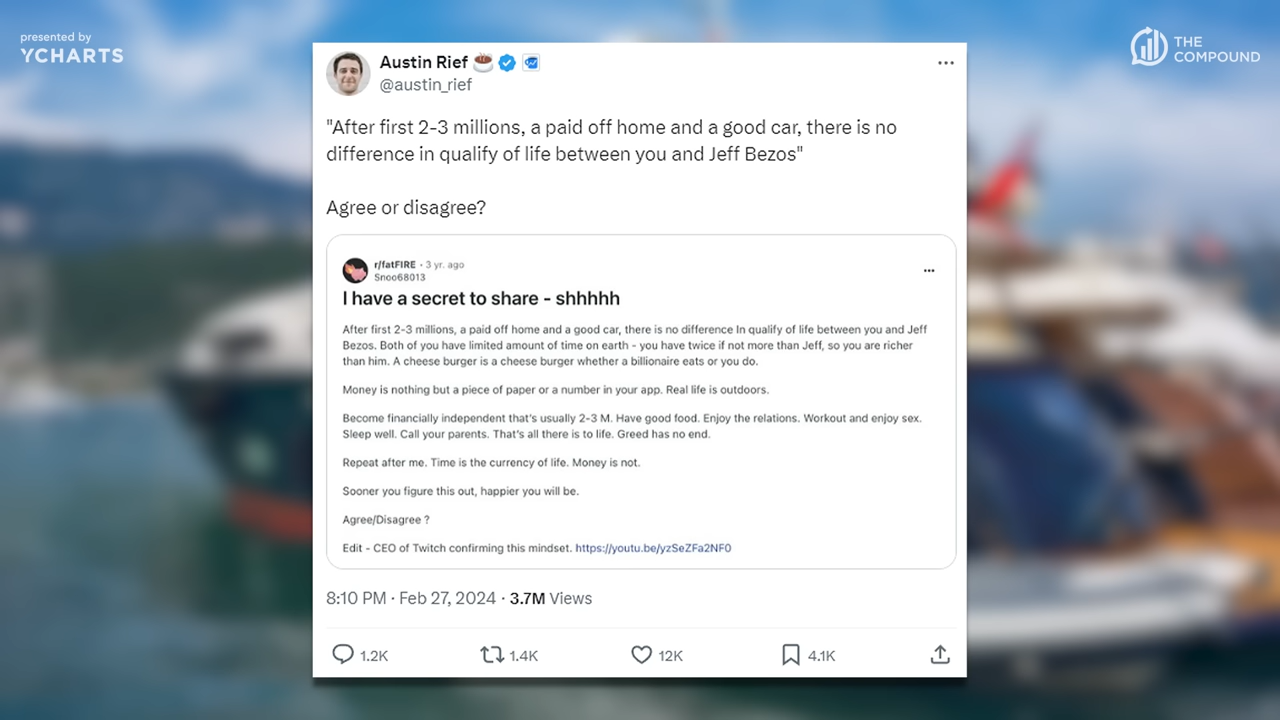 presented by
YCHARTS
THE
COMPOUND
Austin Rief
@austin_rief
"After first 2-3 millions, a paid off home and a good car, there is no
difference in qualify of life between you and Jeff Bezos"
Agree or disagree?
r/fatFIRE · 3 yr. ago
Snoo68013
I have a secret to share - shhhhh
After first 2-3 millions, a paid off home and a good car, there is no difference In qualify of life between you and Jeff
Bezos. Both of you have limited amount of time on earth - you have twice if not more than Jeff, so you are richer
than him. A cheese burger is a cheese burger whether a billionaire eats or you do.
Money is nothing but a piece of paper or a number in your app. Real life is outdoors.
Become financially independent that's usually 2-3 M. Have good food. Enjoy the relations. Workout and enjoy sex.
Sleep well. Call your parents. That's all there is to life. Greed has no end.
Repeat after me. Time is the currency of life. Money is not.
Sooner you figure this out, happier you will be.
Agree/Disagree ?
Edit - CEO of Twitch confirming this mindset. https://youtu.be/yzSeZFa2NF0
8:10 PM · Feb 27, 2024 · 3.7M Views
1.2K 1.4K 12K 4.1K